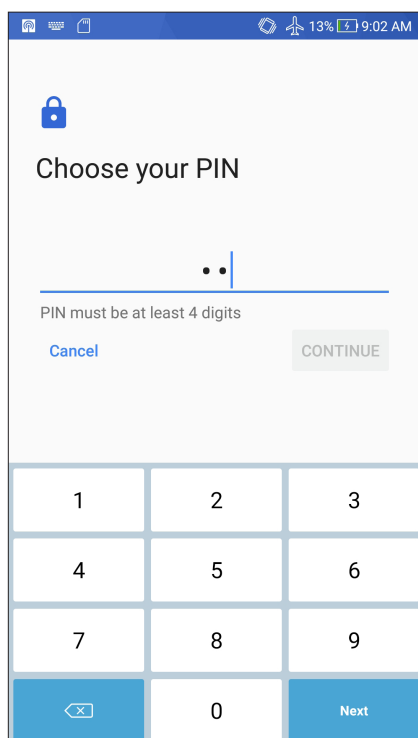 13% 9:02 AM
Choose your PIN
••
PIN must be at least 4 digits
Cancel CONTINUE
1 2 3
4 5 6
7 8 9
0 Next